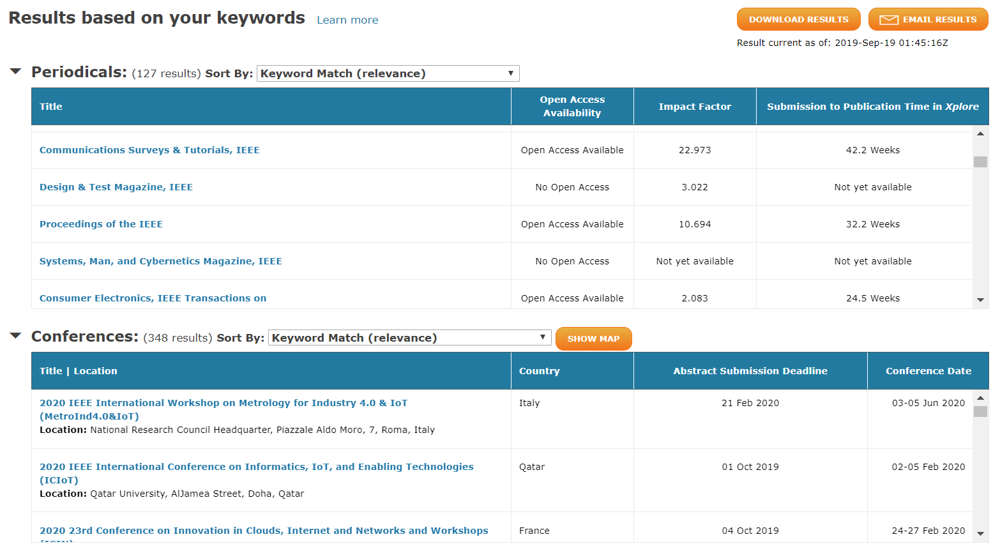 Results based on your keywords Learn more
DOWNLOAD RESULTS
EMAIL RESULTS
Result current as of: 2019-Sep-19 01:45:16Z
Periodicals: (127 results) Sort By: Keyword Match (relevance)
Title
Open Access
Availability
Impact Factor
Submission to Publication Time in Xplore
Communications Surveys & Tutorials, IEEE Open Access Available 22.973 42.2 Weeks
Design & Test Magazine, IEEE No Open Access 3.022 Not yet available
Proceedings of the IEEE Open Access Available 10.694 32.2 Weeks
Systems, Man, and Cybernetics Magazine, IEEE No Open Access Not yet available Not yet available
Consumer Electronics, IEEE Transactions on Open Access Available 2.083 24.5 Weeks
Conferences: (348 results) Sort By: Keyword Match (relevance) SHOW MAP
Title | Location Country Abstract Submission Deadline Conference Date
2020 IEEE International Workshop on Metrology for Industry 4.0 & IoT Italy 21 Feb 2020 03-05 Jun 2020
(MetroInd4.0&IoT)
Location: National Research Council Headquarter, Piazzale Aldo Moro, 7, Roma, Italy
2020 IEEE International Conference on Informatics, IoT, and Enabling Technologies Qatar 01 Oct 2019 02-05 Feb 2020
(ICIoT)
Location: Qatar University, AlJamea Street, Doha, Qatar
2020 23rd Conference on Innovation in Clouds, Internet and Networks and Workshops France 04 Oct 2019 24-27 Feb 2020